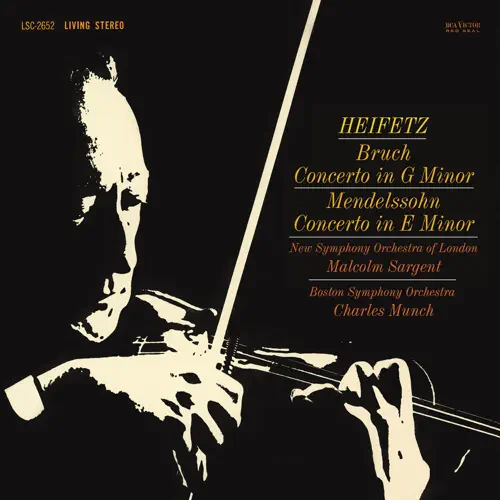 LSC-2652 LIVING STEREO
RCA VICTOR
RED SEAL
HEIFETZ
Bruch
Concerto in G Minor
Mendelssohn
Concerto in E Minor
New Symphony Orchestra of London
Malcolm Sargent
Boston Symphony Orchestra
Charles Munch